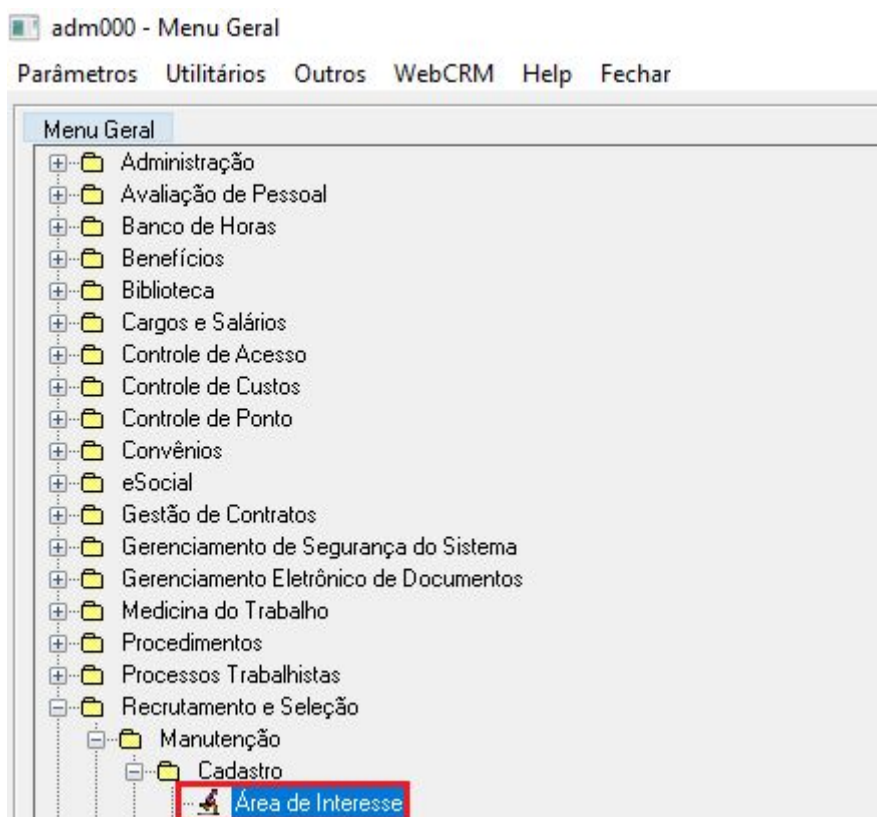 adm000 - Menu Geral
Parâmetros Utilitários Outros WebCRM Help Fechar
Menu Geral
Administração
Avaliação de Pessoal
Banco de Horas
Benefícios
Biblioteca
Cargos e Salários
Controle de Acesso
Controle de Custos
Controle de Ponto
Convênios
eSocial
Gestão de Contratos
Gerenciamento de Segurança do Sistema
Gerenciamento Eletrônico de Documentos
Medicina do Trabalho
Procedimentos
Processos Trabalhistas
Recrutamento e Seleção
Manutenção
Cadastro
Área de Interesse